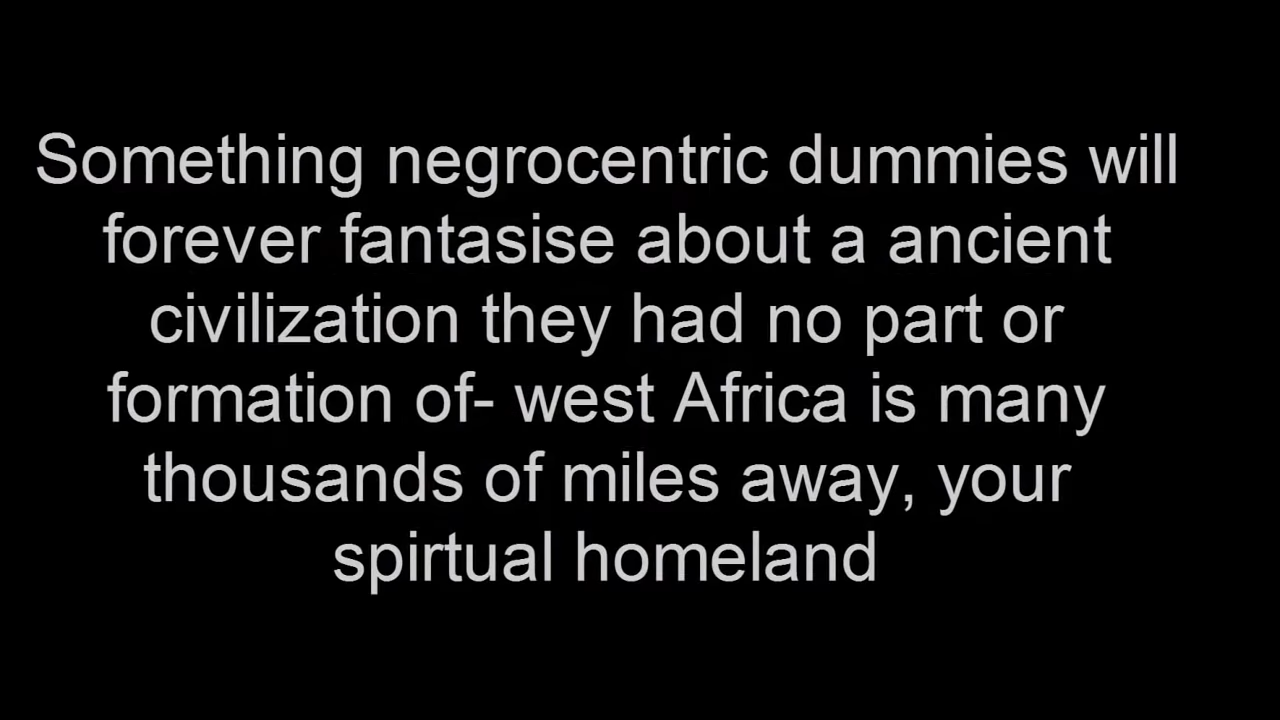 Something negrocentric dummies will
forever fantasise about a ancient
civilization they had no part or
formation of- west Africa is many
thousands of miles away, your
spirtual homeland